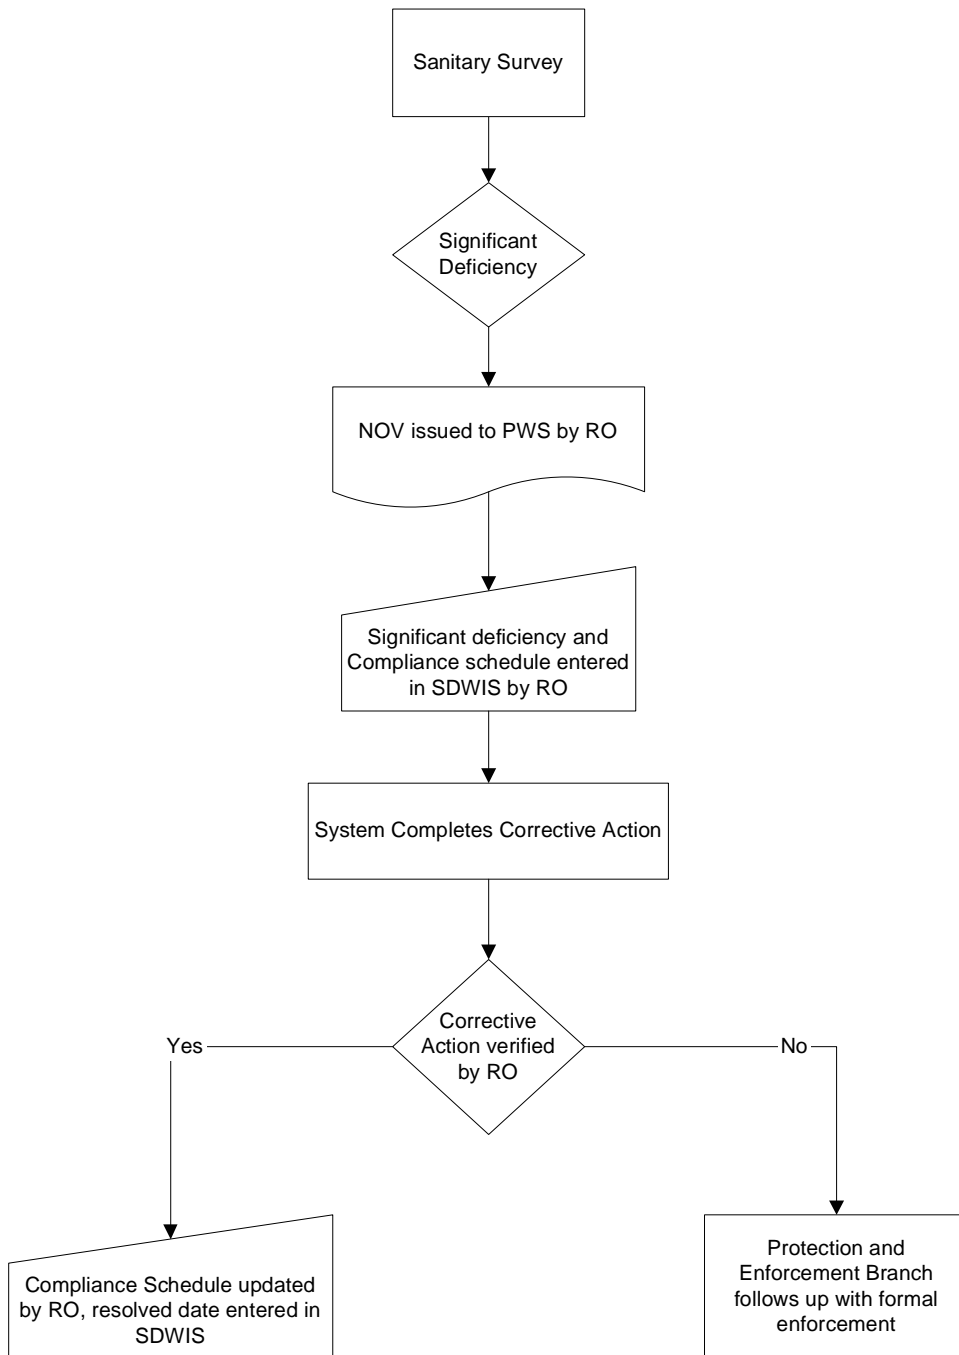 Sanitary Survey
Significant
Deficiency
NOV issued to PWS by RO
Significant deficiency and
Compliance schedule entered
in SDWIS by RO
System Completes Corrective Action
Corrective
Action verified
by RO
Yes
No
Compliance Schedule updated
by RO, resolved date entered in
SDWIS
Protection and
Enforcement Branch
follows up with formal
enforcement